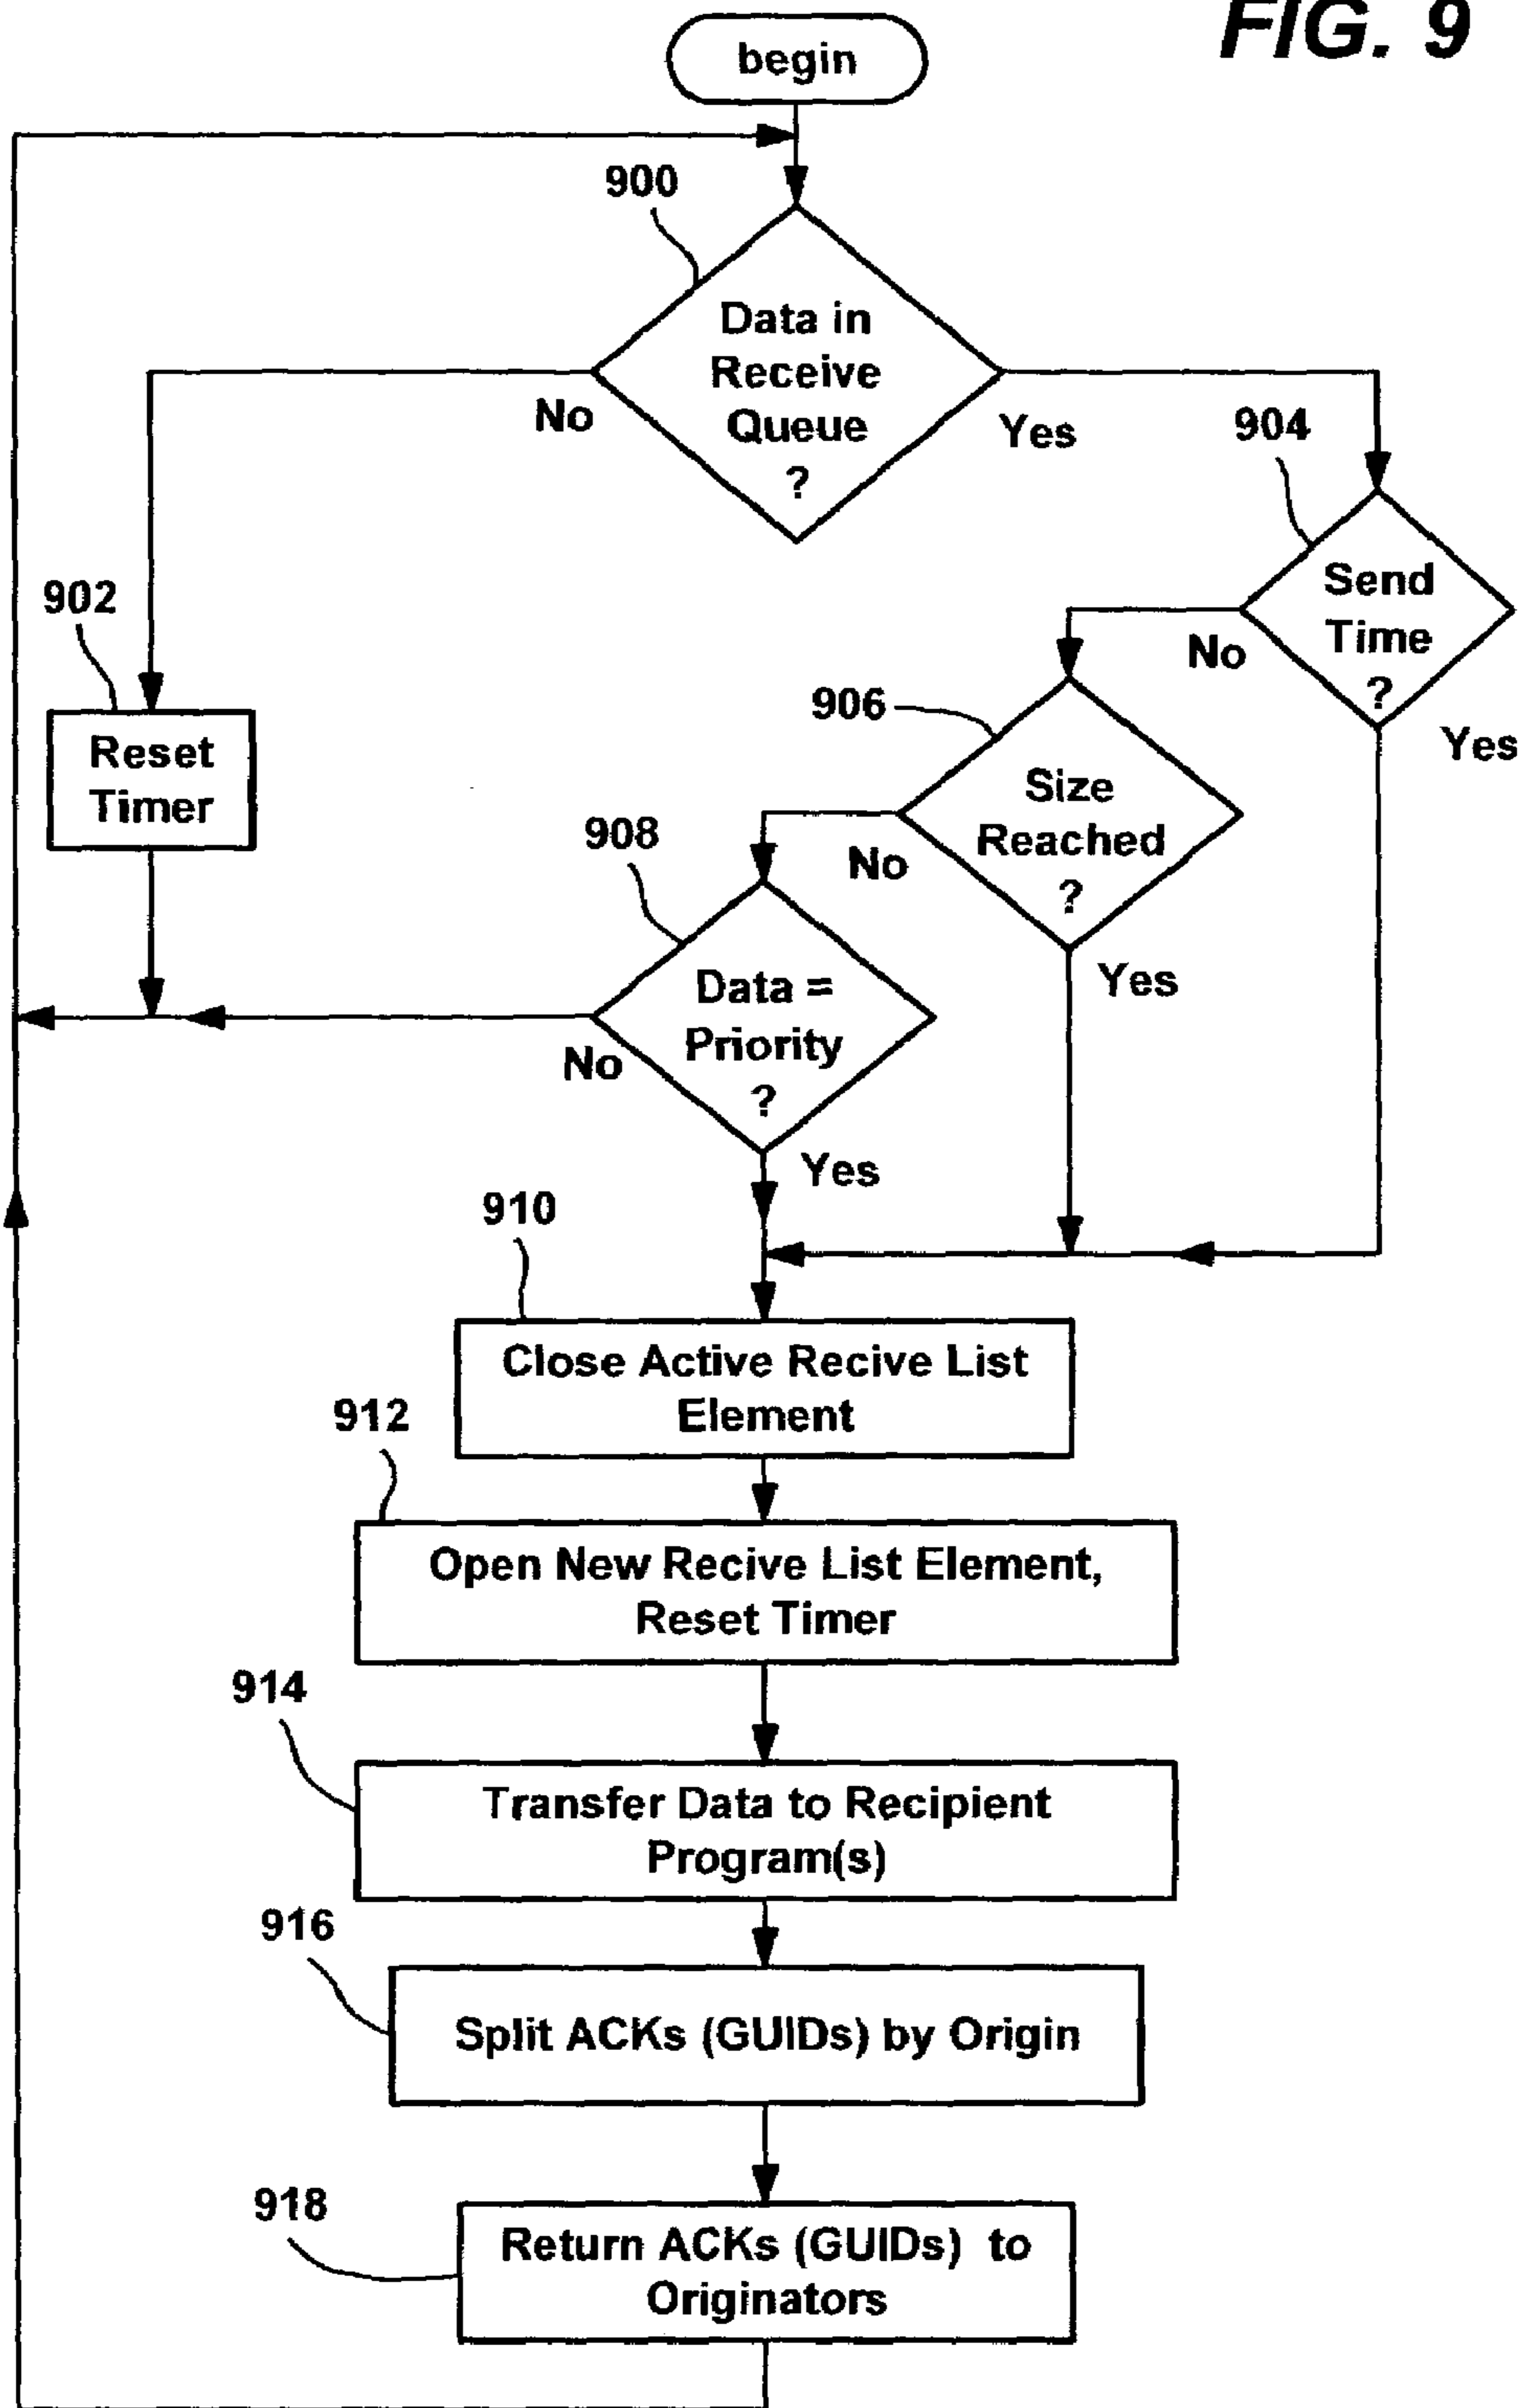 FIG. 9
begin
900
Data in
Receive
Queue
?
No
Yes
904
Send
Time
?
No
Yes
902
Reset
Timer
906
Size
Reached
?
No
Yes
908
Data =
Priority
?
No
Yes
910
Close Active Recive List
Element
912
Open New Recive List Element,
Reset Timer
914
Transfer Data to Recipient
Program(s)
916
Split ACKs (GUIDs) by Origin
918
Return ACKs (GUIDs) to
Originators